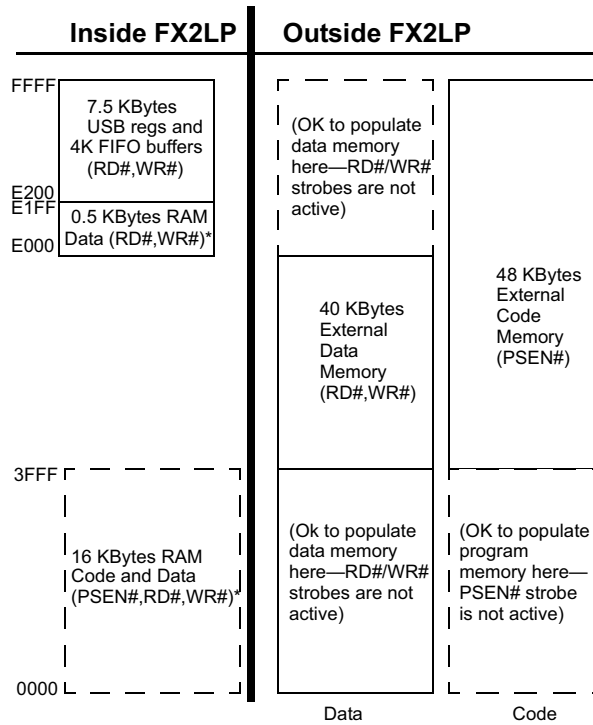 Inside FX2LP
Outside FX2LP
FFFF
7.5 KBytes
USB regs and
4K FIFO buffers
(RD#,WR#)
E200
E1FF
0.5 KBytes RAM
Data (RD#,WR#)*
E000
(OK to populate
data memory
here—RD#/WR#
strobes are not
active)
40 KBytes
External
Data
Memory
(RD#,WR#)
48 KBytes
External
Code
Memory
(PSEN#)
3FFF
16 KBytes RAM
Code and Data
(PSEN#,RD#,WR#)*
0000
(Ok to populate
data memory
here—RD#/WR#
strobes are not
active)
(OK to populate
program
memory here—
PSEN# strobe
is not active)
Data
Code